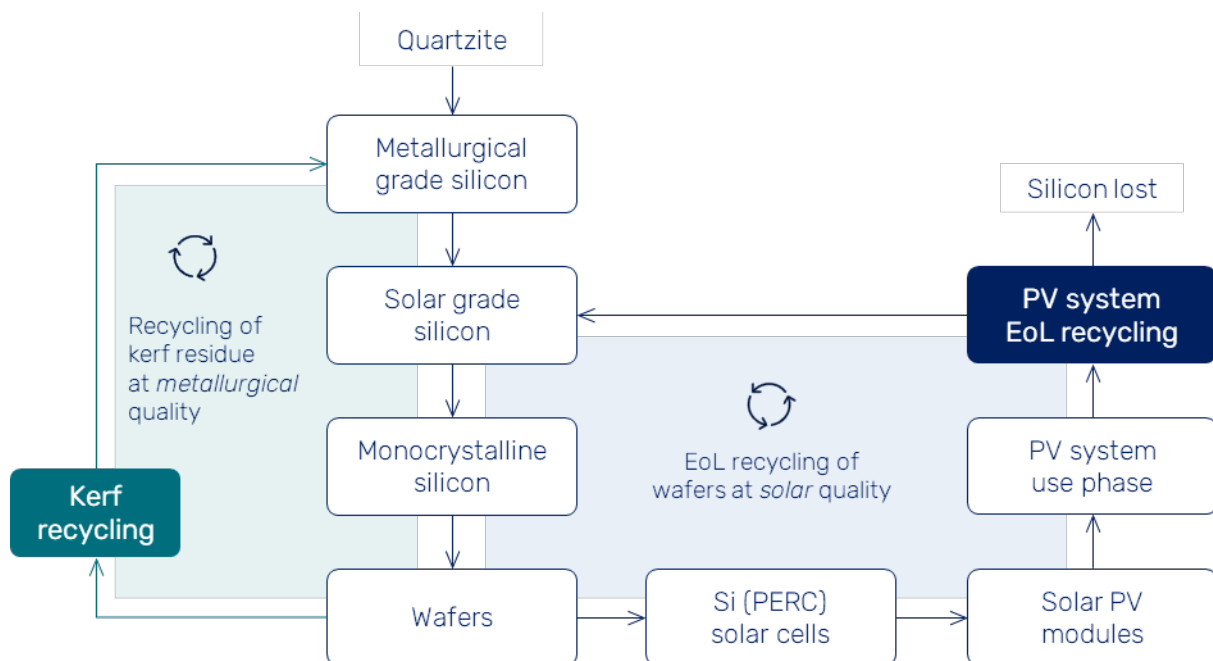 Quartzite
Metallurgical
grade silicon
Silicon lost
Solar grade
silicon
PV system
EoL recycling
Recycling of
kerf residue
at metallurgical
quality
Monocrystalline
silicon
EoL recycling of
wafers at solar quality
PV system
use phase
Kerf
recycling
Wafers
Si (PERC)
solar cells
Solar PV
modules